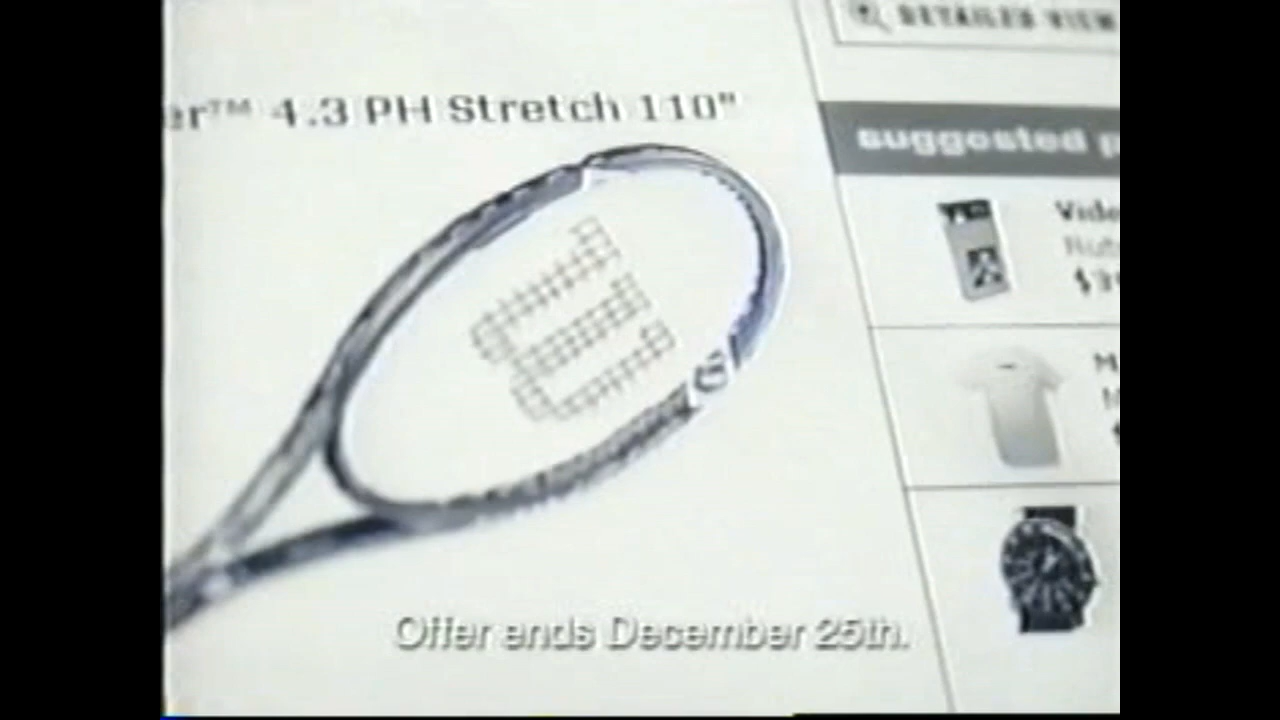 er™ 4.3 PH Stretch 110"
DETAILED VIEW
suggested p
Vide
Offer ends December 25th.